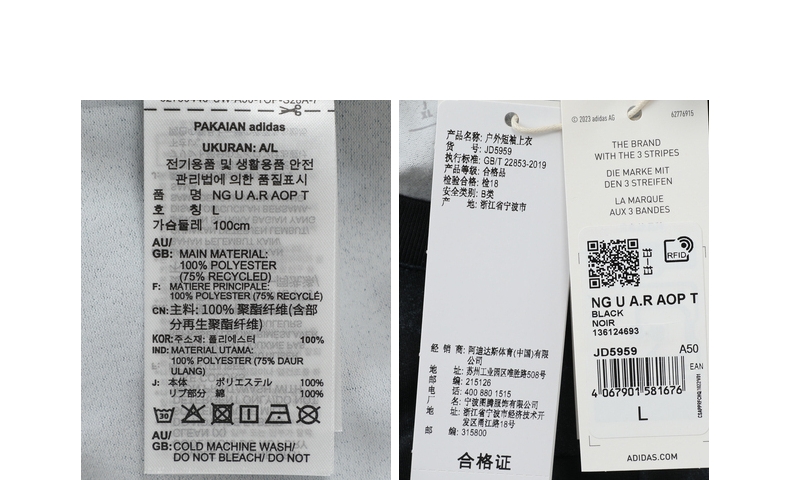 PAKAIAN adidas
UKURAN: A/L
전기용품 및 생활용품 안전
관리법에 의한 품질표시
품 명 NG U A.R AOP T
호 칭 L
가슴둘레 100cm
AU/
GB: MAIN MATERIAL:
100% POLYESTER
(75% RECYCLED)
F: MATIERE PRINCIPALE:
100% POLYESTER (75% RECYCLÉ)
CN: 主料: 100% 聚酯纤维(含部
分再生聚酯纤维)
KOR: 주소재: 폴리에스터 100%
IND: MATERIAL UTAMA:
100% POLYESTER (75% DAUR
ULANG)
J: 本体 ポリエステル 100%
リブ部分 綿 100%
AU/
GB: COLD MACHINE WASH/
DO NOT BLEACH/ DO NOT
产品名称: 户外短袖上衣
货 号: JD5959
执行标准: GB/T 22853-2019
产品等级: 合格品
检验合格: 检18
安全类别: B类
产 地: 浙江省宁波市
经 销 商: 阿迪达斯体育(中国)有限
公司
地 址: 苏州工业园区唯胜路508号
邮 编: 215126
电 话: 400 880 1515
厂 名: 宁波甬腾服饰有限公司
地 址: 浙江省宁波市经济技术开
发区甬江路18号
邮 编: 315800
合格证
© 2023 adidas AG 62776915
THE BRAND
WITH THE 3 STRIPES
DIE MARKE MIT
DEN 3 STREIFEN
LA MARQUE
AUX 3 BANDES
RFID
NG U A.R AOP T
BLACK
NOIR
136124693
JD5959 A50
EAN
4 067901 581676
L
ADIDAS.COM